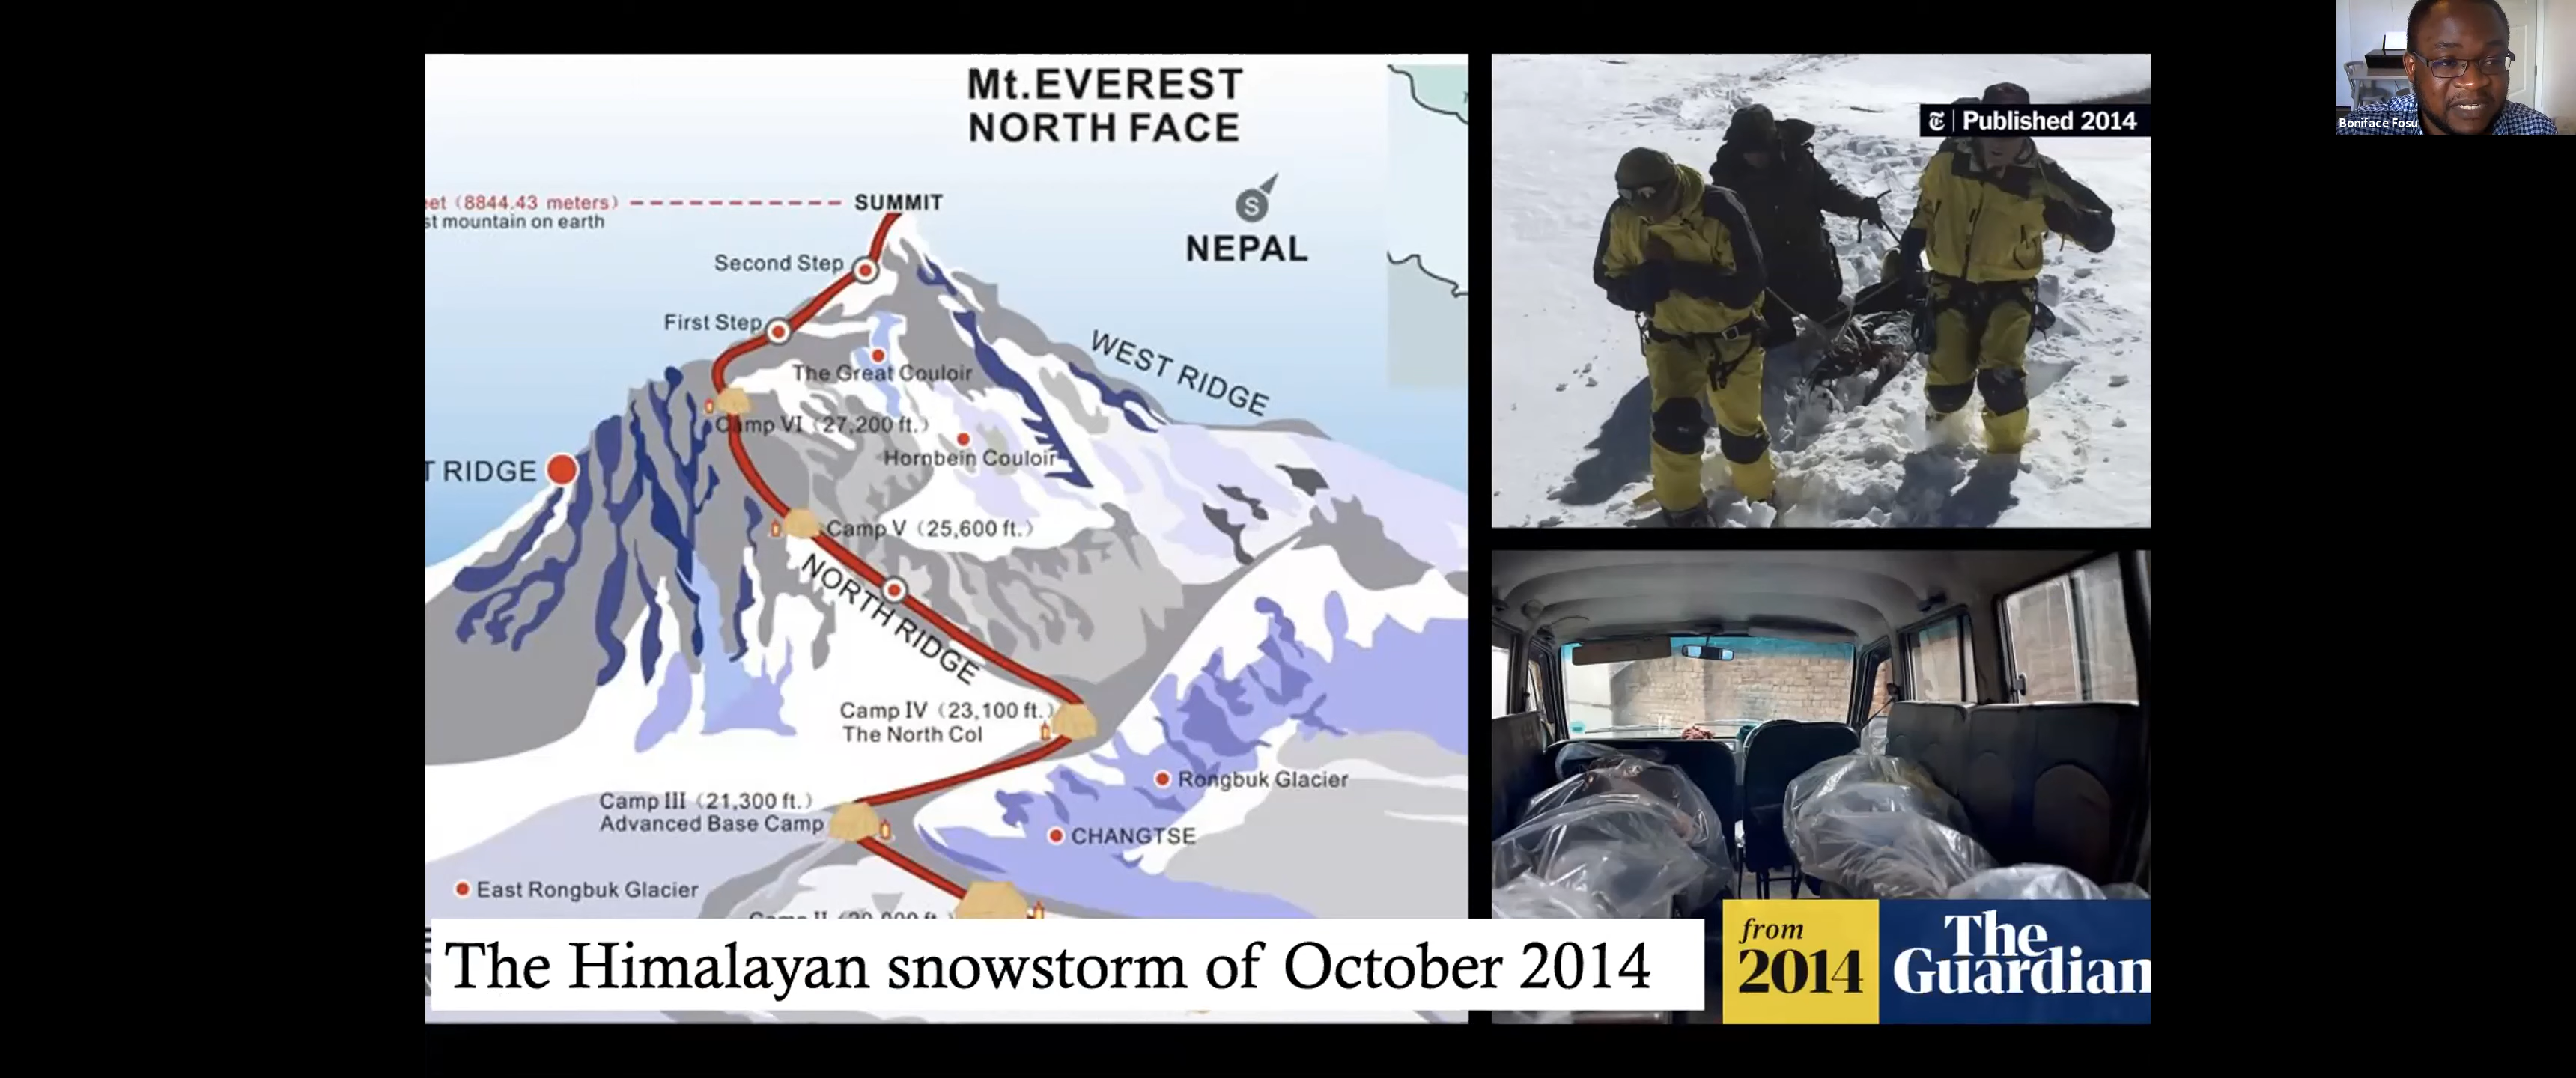 Mt.EVEREST
NORTH FACE
(8844.43 meters)
mountain on earth
SUMMIT
NEPAL
Second Step
First Step
The Great Couloir
WEST RIDGE
Camp VI (27,200 ft.)
Hornbein Couloir
RIDGE
Camp V (25,600 ft.)
NORTH RIDGE
Camp IV (23,100 ft.)
The North Col
Rongbuk Glacier
Camp III (21,300 ft.)
Advanced Base Camp
CHANGTSE
East Rongbuk Glacier
The Himalayan snowstorm of October 2014
Published 2014
from
2014
The
Guardian
Boniface Fosu
S